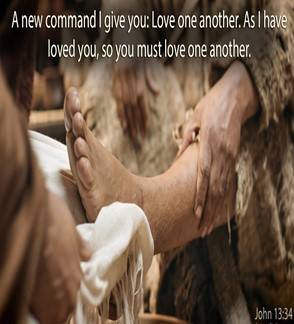 A new command I give you: Love one another. As I have
loved you, so you must love one another.
John 13:34